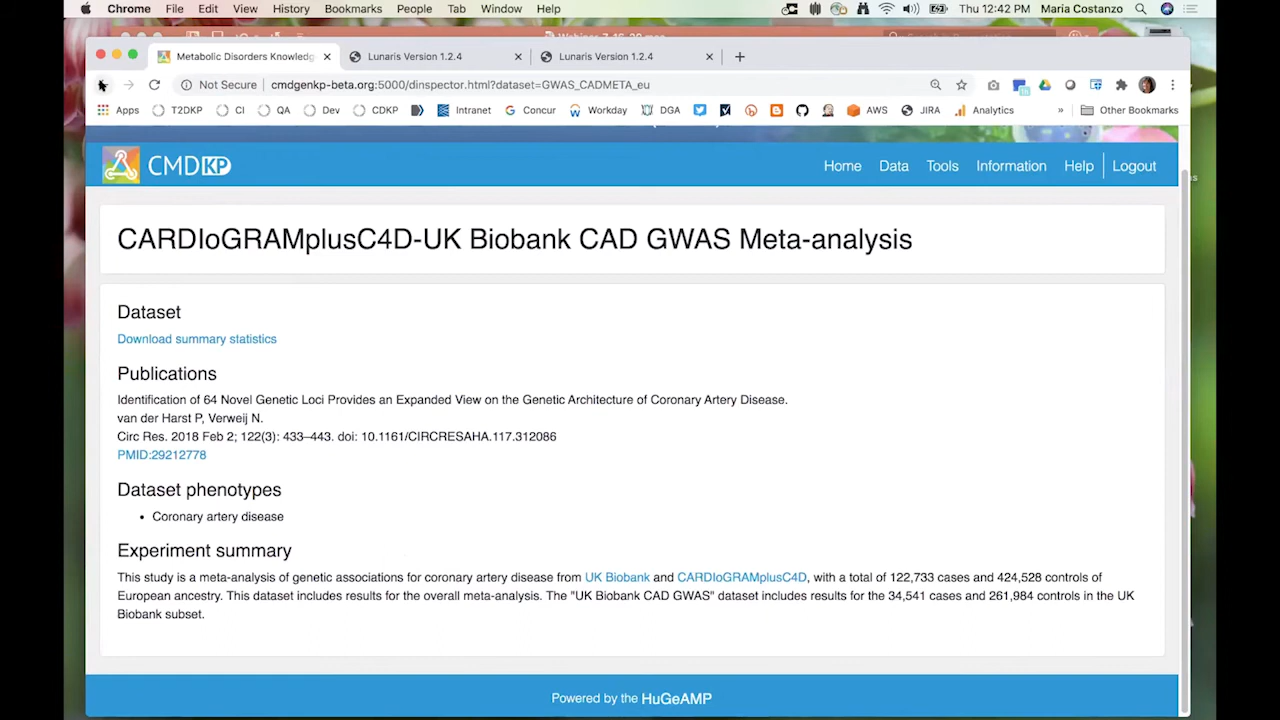 Chrome File Edit View History Bookmarks People Tab Window Help Thu 12:42 PM Maria Costanzo
Metabolic Disorders Knowledg Lunaris Version 1.2.4 Lunaris Version 1.2.4
Not Secure cmdgenkp-beta.org:5000/dinspector.html?dataset=GWAS_CADMETA_eu
Apps T2DKP CI QA Dev CDKP Intranet Concur Workday DGA AWS JIRA Analytics » Other Bookmarks
CMDKP Home Data Tools Information Help Logout
CARDIoGRAMplusC4D-UK Biobank CAD GWAS Meta-analysis
Dataset
Download summary statistics
Publications
Identification of 64 Novel Genetic Loci Provides an Expanded View on the Genetic Architecture of Coronary Artery Disease.
van der Harst P, Verweij N.
Circ Res. 2018 Feb 2; 122(3): 433–443. doi: 10.1161/CIRCRESAHA.117.312086
PMID:29212778
Dataset phenotypes
• Coronary artery disease
Experiment summary
This study is a meta-analysis of genetic associations for coronary artery disease from UK Biobank and CARDIoGRAMplusC4D, with a total of 122,733 cases and 424,528 controls of
European ancestry. This dataset includes results for the overall meta-analysis. The "UK Biobank CAD GWAS" dataset includes results for the 34,541 cases and 261,984 controls in the UK
Biobank subset.
Powered by the HuGeAMP